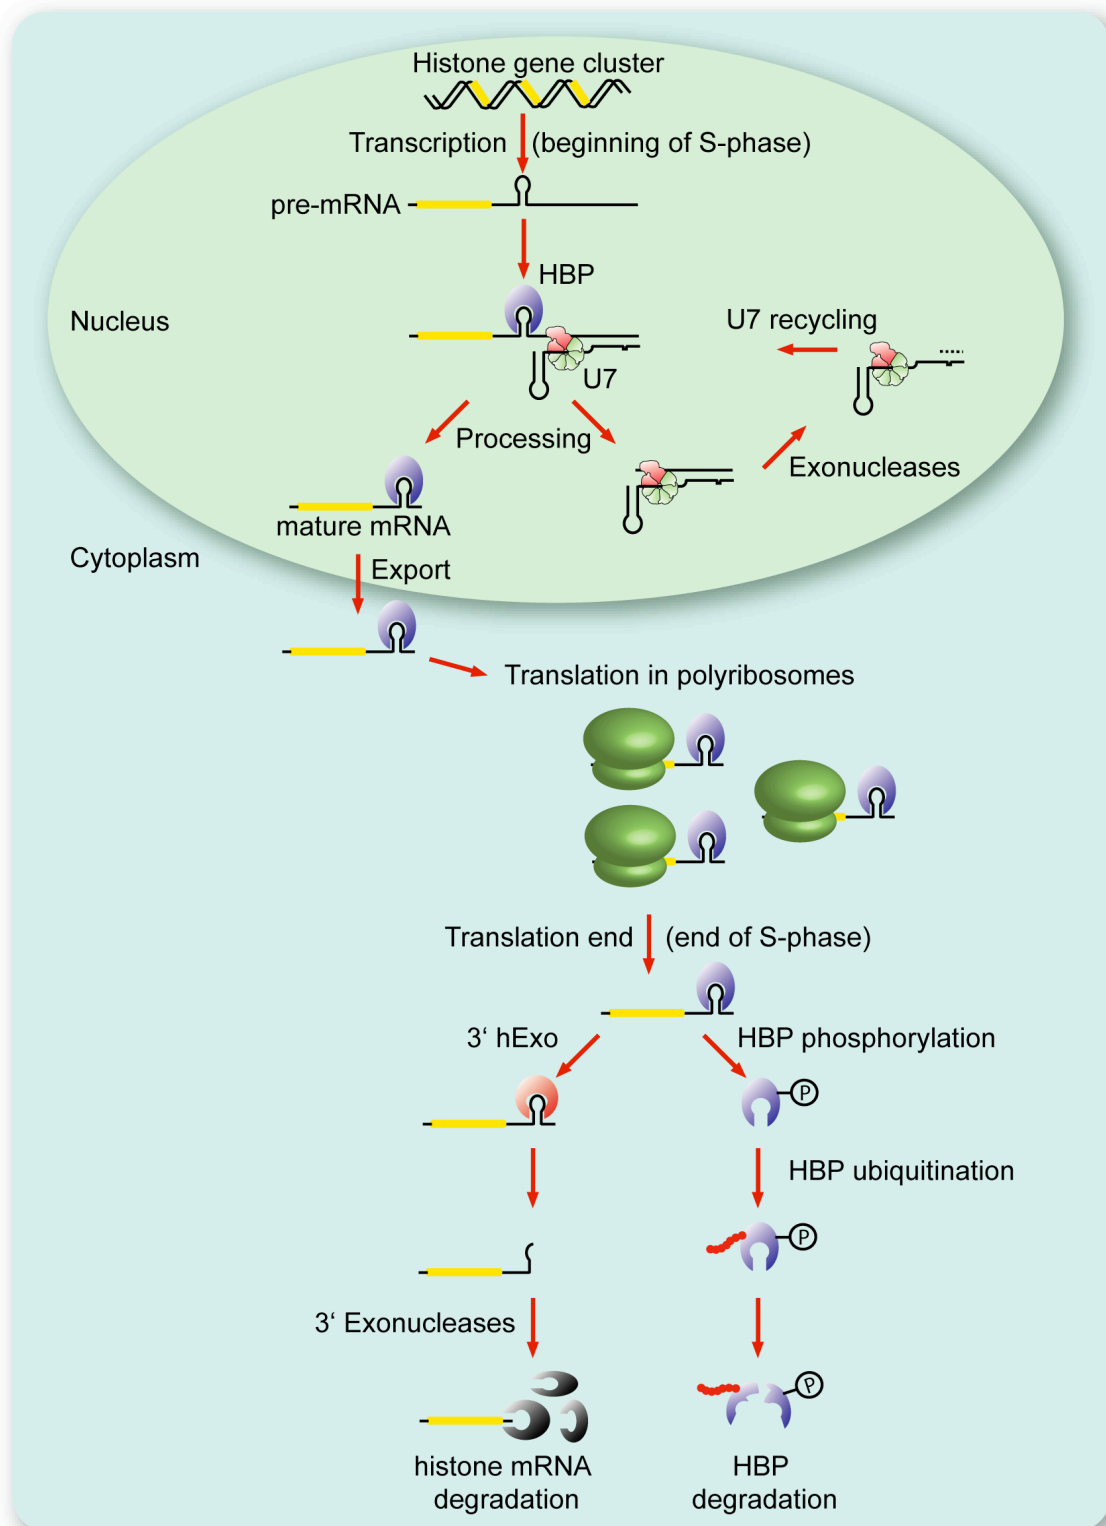 Histone gene cluster
Transcription (beginning of S-phase)
pre-mRNA
HBP
Nucleus
U7 recycling
U7
Processing
Exonucleases
mature mRNA
Cytoplasm
Export
Translation in polyribosomes
Translation end (end of S-phase)
3‘ hExo
HBP phosphorylation
P
HBP ubiquitination
P
3‘ Exonucleases
P
histone mRNA
degradation
HBP
degradation